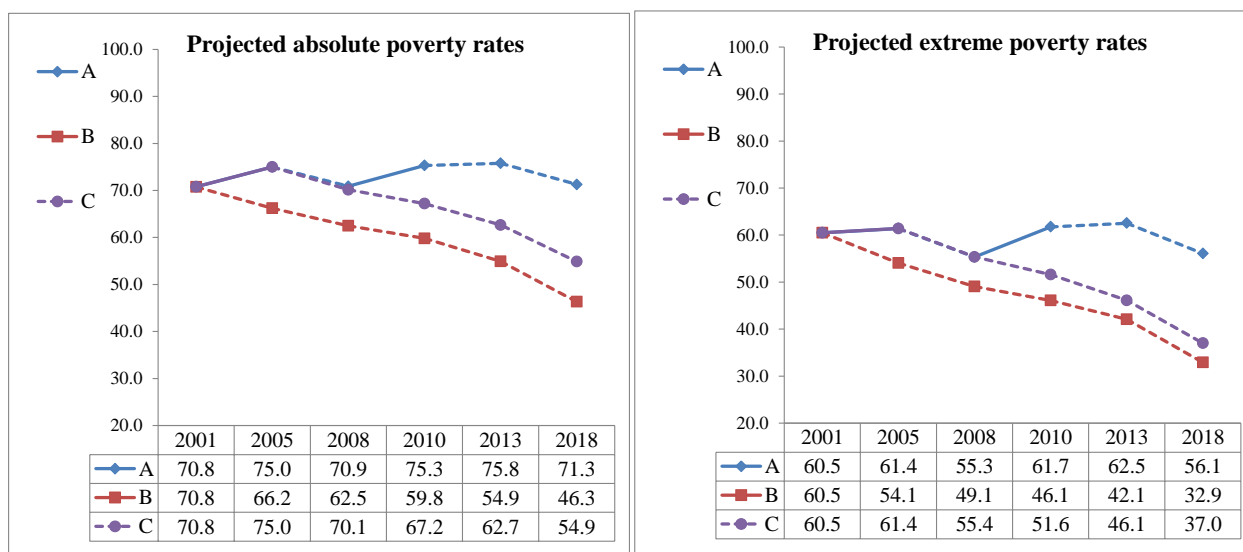 Projected absolute poverty rates
100.0
90.0
80.0
70.0
60.0
50.0
40.0
30.0
20.0
A
B
C
2001 2005 2008 2010 2013 2018
A 70.8 75.0 70.9 75.3 75.8 71.3
B 70.8 66.2 62.5 59.8 54.9 46.3
C 70.8 75.0 70.1 67.2 62.7 54.9
Projected extreme poverty rates
100.0
90.0
80.0
70.0
60.0
50.0
40.0
30.0
20.0
A
B
C
2001 2005 2008 2010 2013 2018
A 60.5 61.4 55.3 61.7 62.5 56.1
B 60.5 54.1 49.1 46.1 42.1 32.9
C 60.5 61.4 55.4 51.6 46.1 37.0